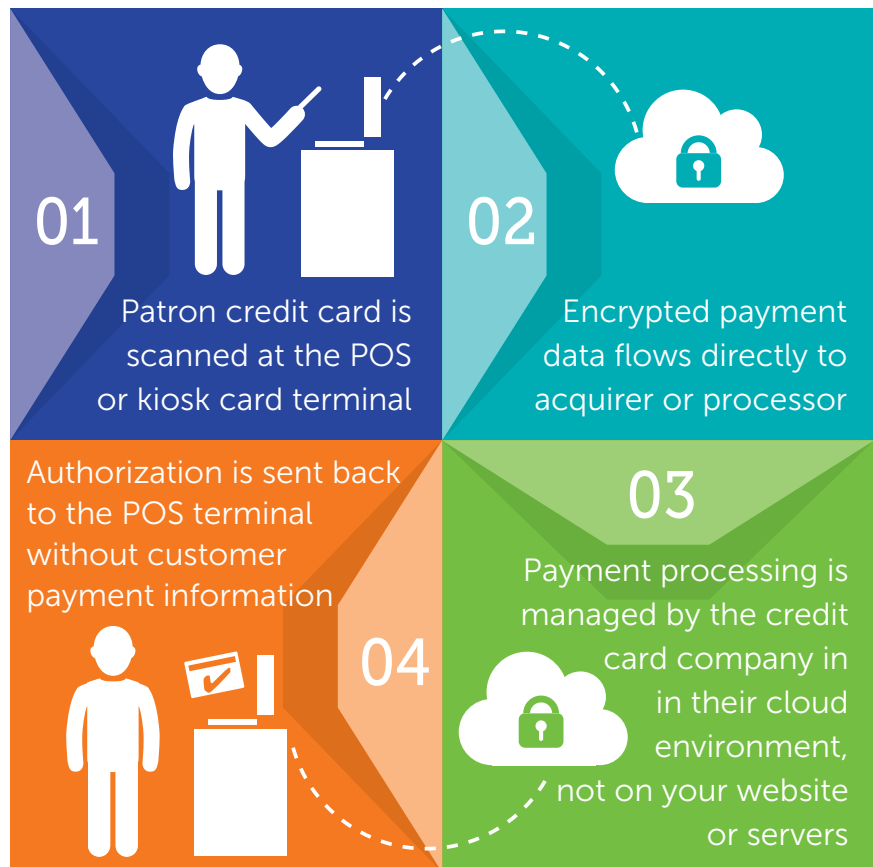 01
Patron credit card is
scanned at the POS
or kiosk card terminal
02
Encrypted payment
data flows directly to
acquirer or processor
03
Payment processing is
managed by the credit
card company in
in their cloud
environment,
not on your website
or servers
Authorization is sent back
to the POS terminal
without customer
payment information
04